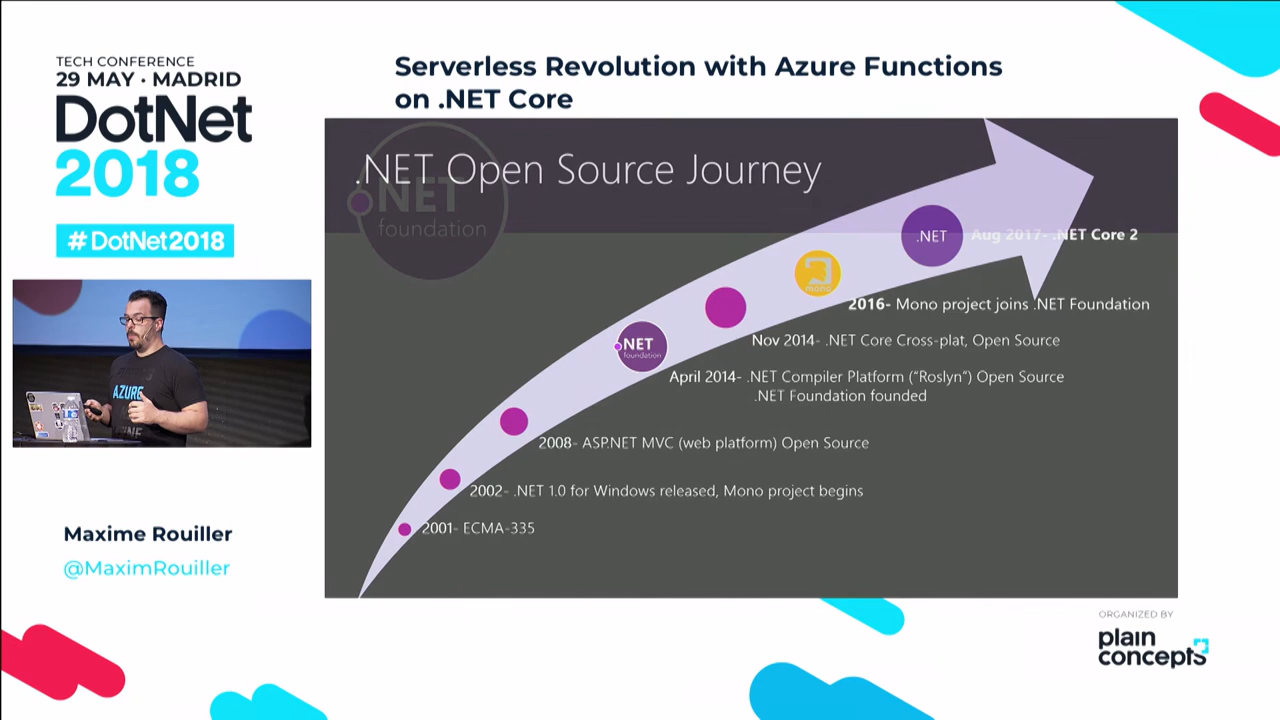 TECH CONFERENCE
29 MAY · MADRID
DotNet
2018
#DotNet2018
Serverless Revolution with Azure Functions
on .NET Core
.NET Open Source Journey
.NET
foundation
.NET
Aug 2017- .NET Core 2
mono
2016- Mono project joins .NET Foundation
Nov 2014- .NET Core Cross-plat, Open Source
.NET
foundation
April 2014- .NET Compiler Platform (“Roslyn”) Open Source
.NET Foundation founded
2008- ASP.NET MVC (web platform) Open Source
2002- .NET 1.0 for Windows released, Mono project begins
2001- ECMA-335
AZURE
Maxime Rouiller
@MaximRouiller
ORGANIZED BY
plain
concepts